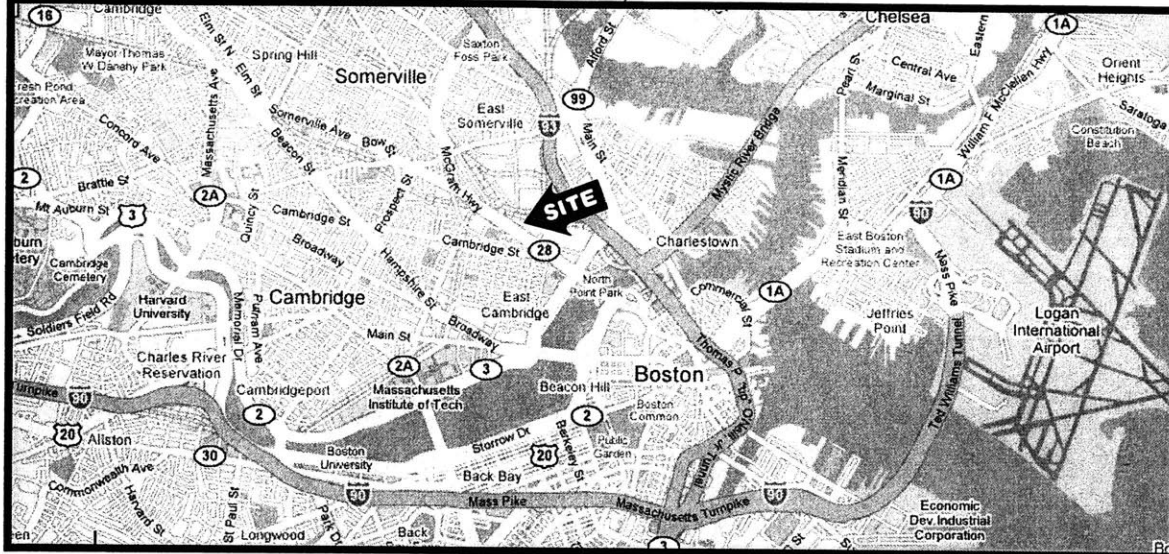 16
Cambridge
Elm St N
Elm St
Mayor Thomas
W Danehy Park
Spring Hill
Saxton
Foss Park
Alford St
Chelsea
1A
Eastern
Somerville
Pearl St
Central Ave
Marginal St
William F McClellan Hwy
Orient
Heights
Saratoga
Constitution
Beach
Fresh Pond
creation Area
Massachusetts Ave
Concord Ave
99
93
Main St
East
Somerville
Somerville Ave
Bow St
McGrath Hwy
Beacon St
Prospect St
Mystic River Bridge
Meridian St
1A
90
2
Brattle St
Mt Auburn St
3
2A
Quincy St
Cambridge St
Broadway
Hampshire St
SITE
Cambridge St
28
Charlestown
East Boston
Stadium and
Recreation Center
Mass Pike
burn
tery
Cambridge
Cemetery
Harvard
University
Cambridge
East
Cambridge
North
Point Park
Commercial St
1A
Jeffries
Point
Logan
International
Airport
Soldiers Field Rd
Memorial Dr
Putnam Ave
Main St
Broadway
Charles River
Reservation
2A
3
Massachusetts
Institute of Tech
Beacon Hill
Boston
Thomas P. O'Neill, Jr Tunnel
Ted Williams Tunnel
Turnpike
90
Cambridgeport
2
Storrow Dr
Berkeley St
2
Boston
Common
Public
Garden
20
Allston
30
Boston
University
20
Back Bay
Commonwealth Ave
Harvard St
St Paul St
90
Mass Pike
Massachusetts Turnpike
90
Economic
Dev. Industrial
Corporation
Longwood
Park Dr
Back
3